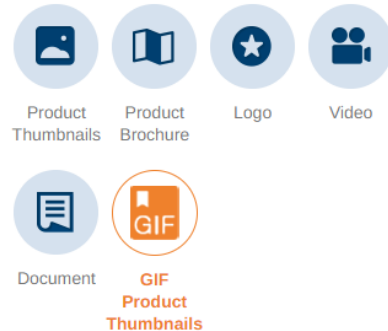 Product
Thumbnails
Product
Brochure
Logo
Video
Document
GIF
GIF
Product
Thumbnails